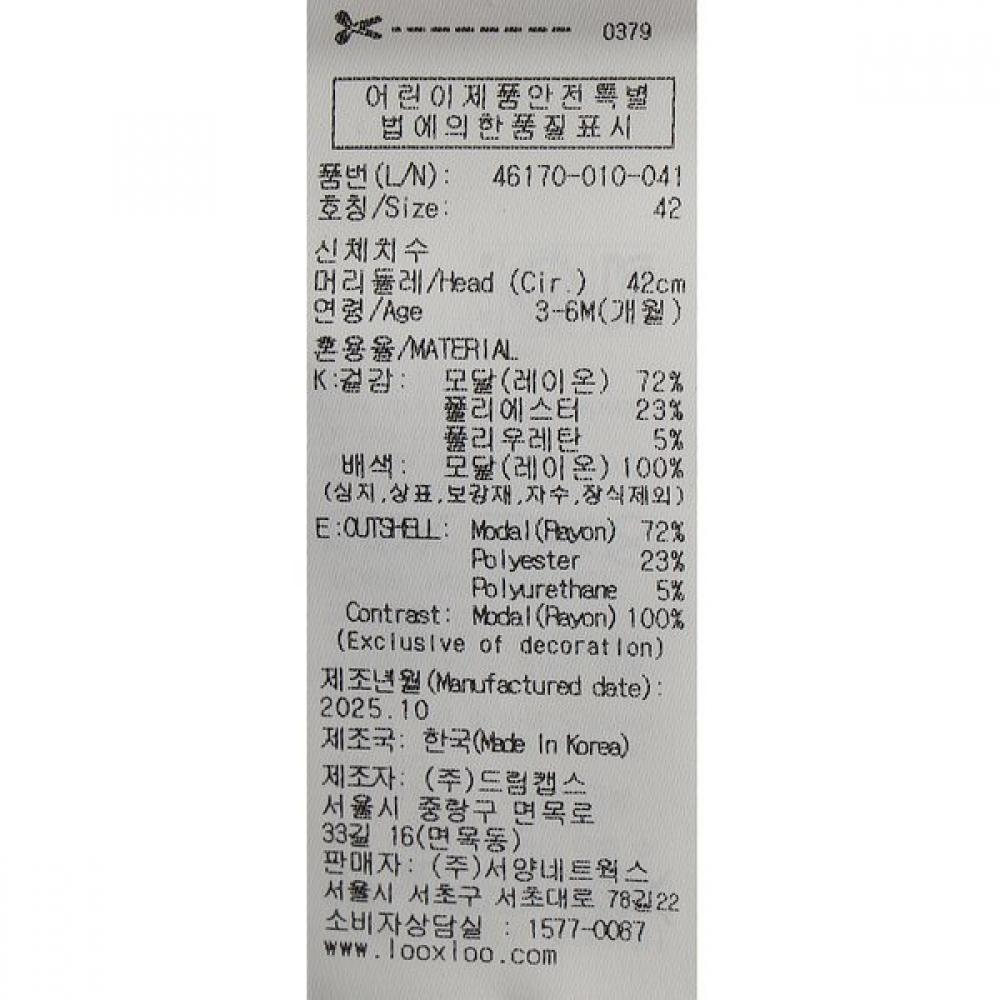 0379
어린이제품안전특별
법에의한품질표시
품번(L/N): 46170-010-041
호칭/Size: 42
신체치수
머리둘레/Head (Cir.) 42cm
연령/Age 3-6M(개월)
혼용율/MATERIAL
K:겉감: 모달(레이온) 72%
폴리에스터 23%
폴리우레탄 5%
배색: 모달(레이온) 100%
(심지,상표,보강재,자수,장식제외)
E:OUTSHELL: Modal(Rayon) 72%
Polyester 23%
Polyurethane 5%
Contrast: Modal(Rayon) 100%
(Exclusive of decoration)
제조년월(Manufactured date):
2025.10
제조국: 한국(Made In Korea)
제조자: (주)드림캡스
서울시 중랑구 면목로
33길 16(면목동)
판매자: (주)서양네트웍스
서울시 서초구 서초대로 78길22
소비자상담실 : 1577-0067
www.looxloo.com